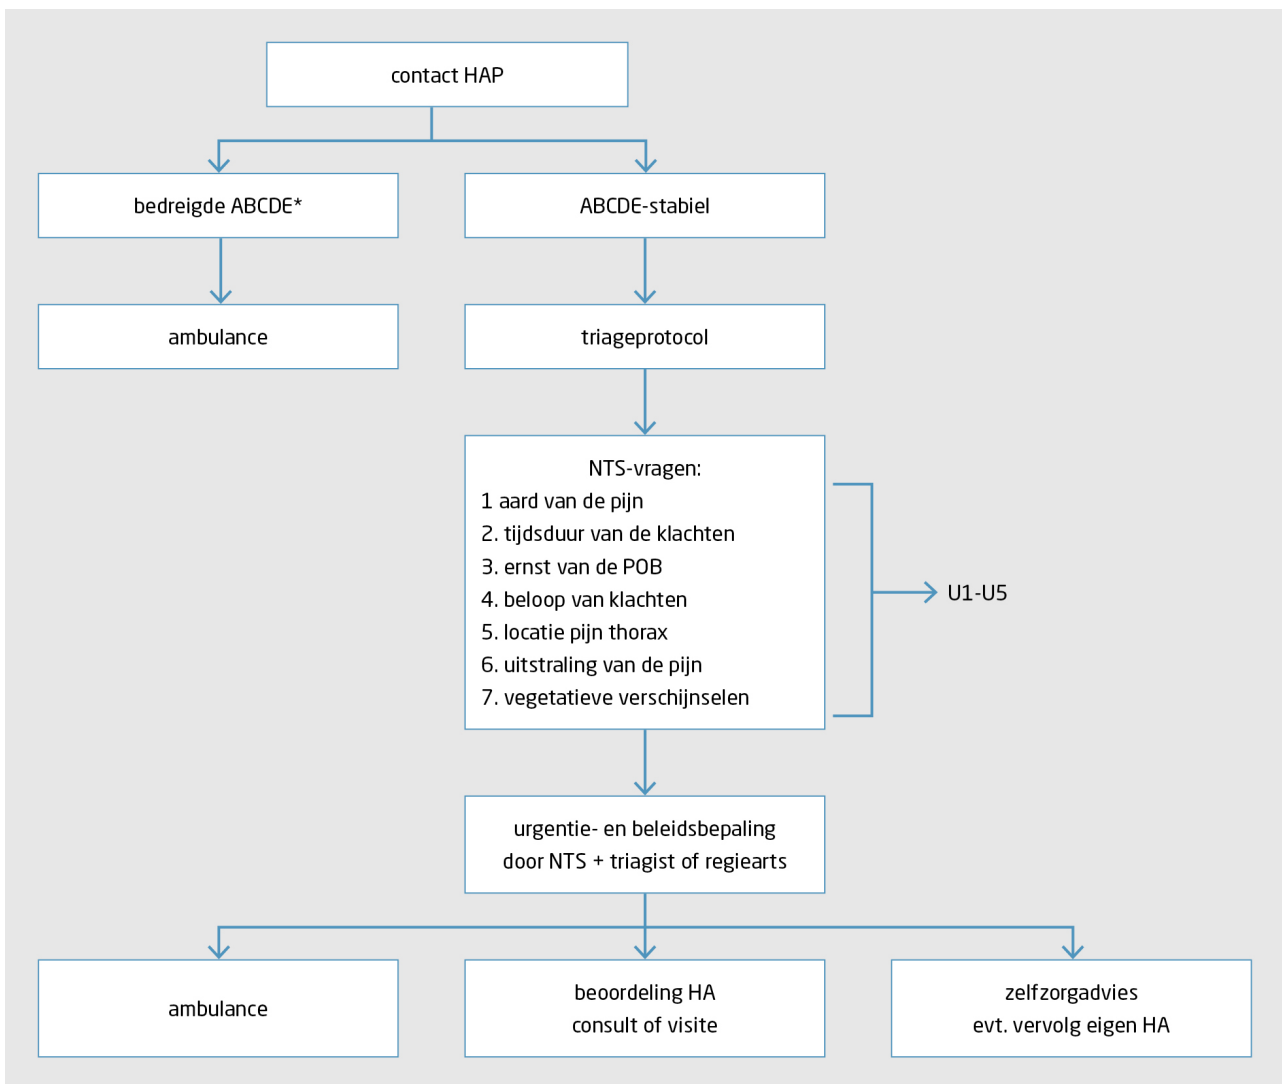 contact HAP
bedreigde ABCDE*
ABCDE-stabiel
ambulance
triageprotocol
NTS-vragen:
1 aard van de pijn
2. tijdsduur van de klachten
3. ernst van de POB
4. beloop van klachten
5. locatie pijn thorax
6. uitstraling van de pijn
7. vegetatieve verschijnselen
U1-U5
urgentie- en beleidsbepaling
door NTS + triagist of regiearts
ambulance
beoordeling HA
consult of visite
zelfzorgadvies
evt. vervolg eigen HA